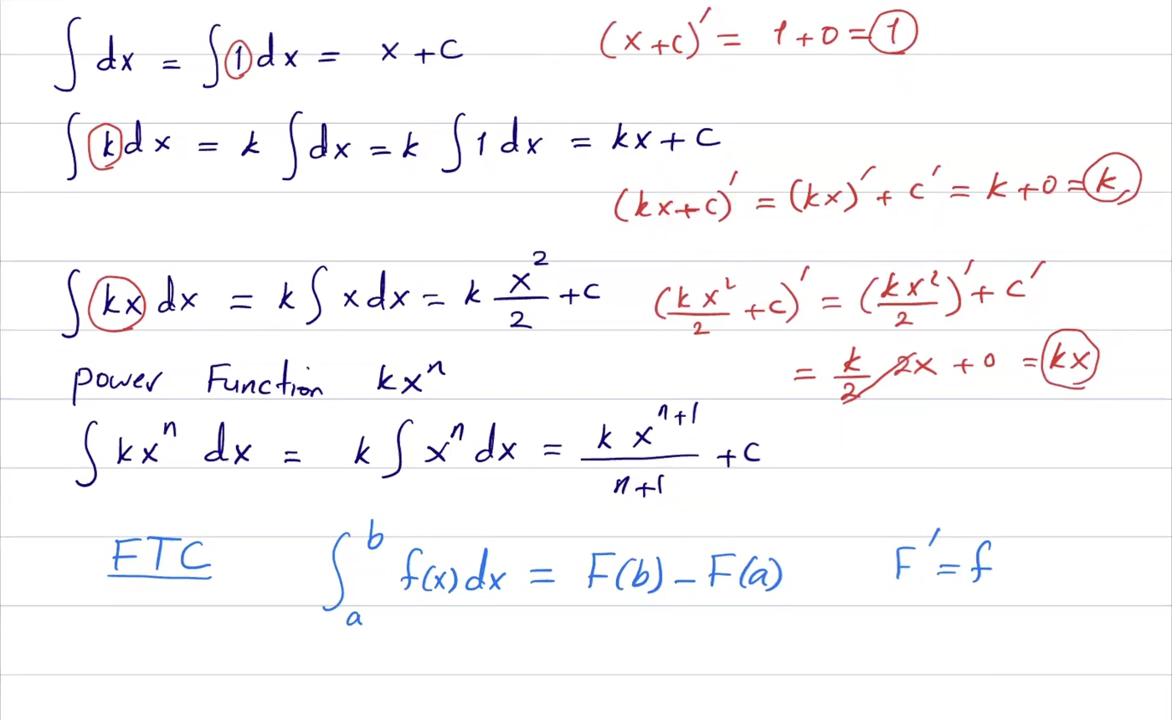 ∫ dx = ∫ 1 dx = x + c (x + c)′ = 1 + 0 = 1
∫ k dx = k ∫ dx = k ∫ 1 dx = kx + c
(kx + c)′ = (kx)′ + c′ = k + 0 = k
∫ kx dx = k ∫ x dx = k x²/2 + c (kx²/2 + c)′ = (kx²/2)′ + c′
= k/2 2x + 0 = kx
power Function kxⁿ
∫ kxⁿ dx = k ∫ xⁿ dx = k xⁿ⁺¹/n+1 + c
FTC ∫ₐᵇ f(x) dx = F(b) − F(a) F′ = f